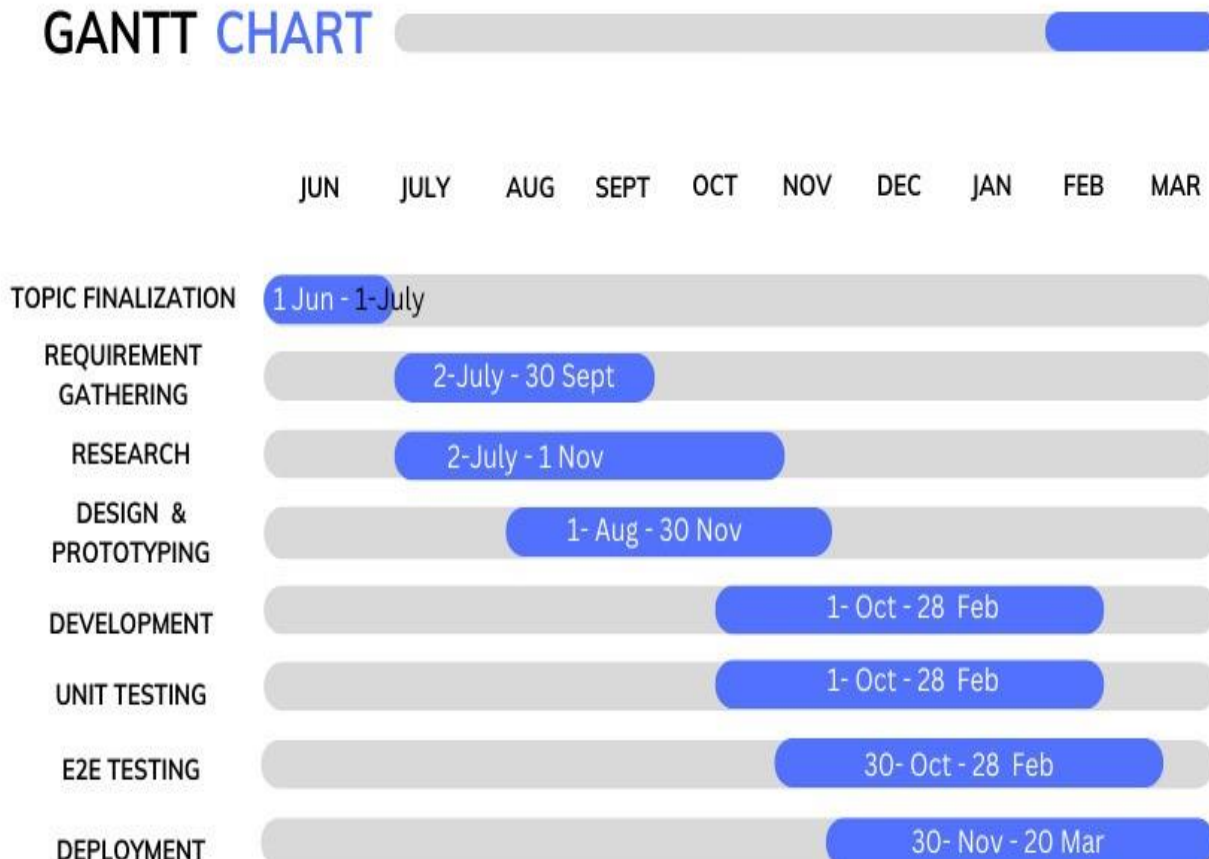 GANTT CHART
JUN JULY AUG SEPT OCT NOV DEC JAN FEB MAR
TOPIC FINALIZATION 1 Jun - 1-July
REQUIREMENT
GATHERING
2-July - 30 Sept
RESEARCH 2-July - 1 Nov
DESIGN &
PROTOTYPING
1- Aug - 30 Nov
DEVELOPMENT 1- Oct - 28 Feb
UNIT TESTING 1- Oct - 28 Feb
E2E TESTING 30- Oct - 28 Feb
DEPLOYMENT 30- Nov - 20 Mar